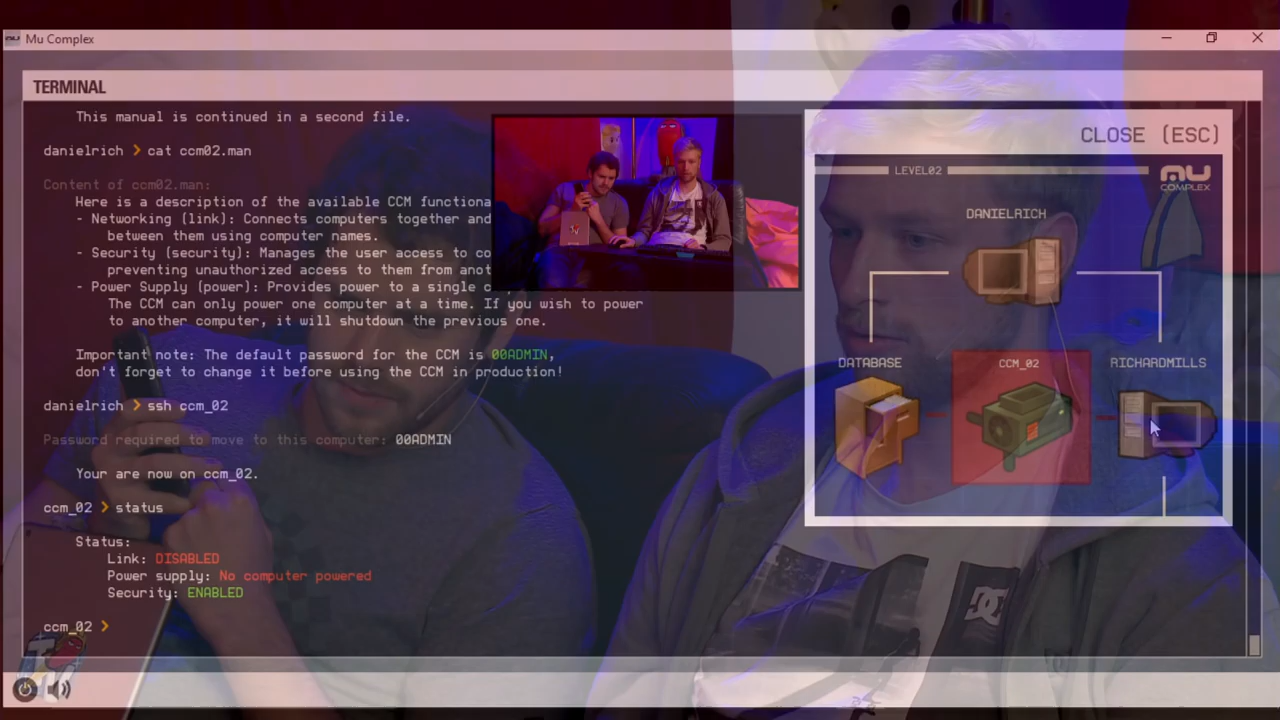 Mu Complex
TERMINAL
This manual is continued in a second file.
danielrich > cat ccm02.man
Content of ccm02.man:
Here is a description of the available CCM functiona
- Networking (link): Connects computers together and
between them using computer names.
- Security (security): Manages the user access to co
preventing unauthorized access to them from anot
- Power Supply (power): Provides power to a single c
The CCM can only power one computer at a time. If you wish to power
to another computer, it will shutdown the previous one.
Important note: The default password for the CCM is 00ADMIN,
don't forget to change it before using the CCM in production!
danielrich > ssh ccm_02
Password required to move to this computer: 00ADMIN
Your are now on ccm_02.
ccm_02 > status
Status:
Link: DISABLED
Power supply: No computer powered
Security: ENABLED
ccm_02 >
CLOSE (ESC)
LEVEL02
MU
COMPLEX
DANIELRICH
DATABASE
CCM_02
RICHARDMILLS
DC